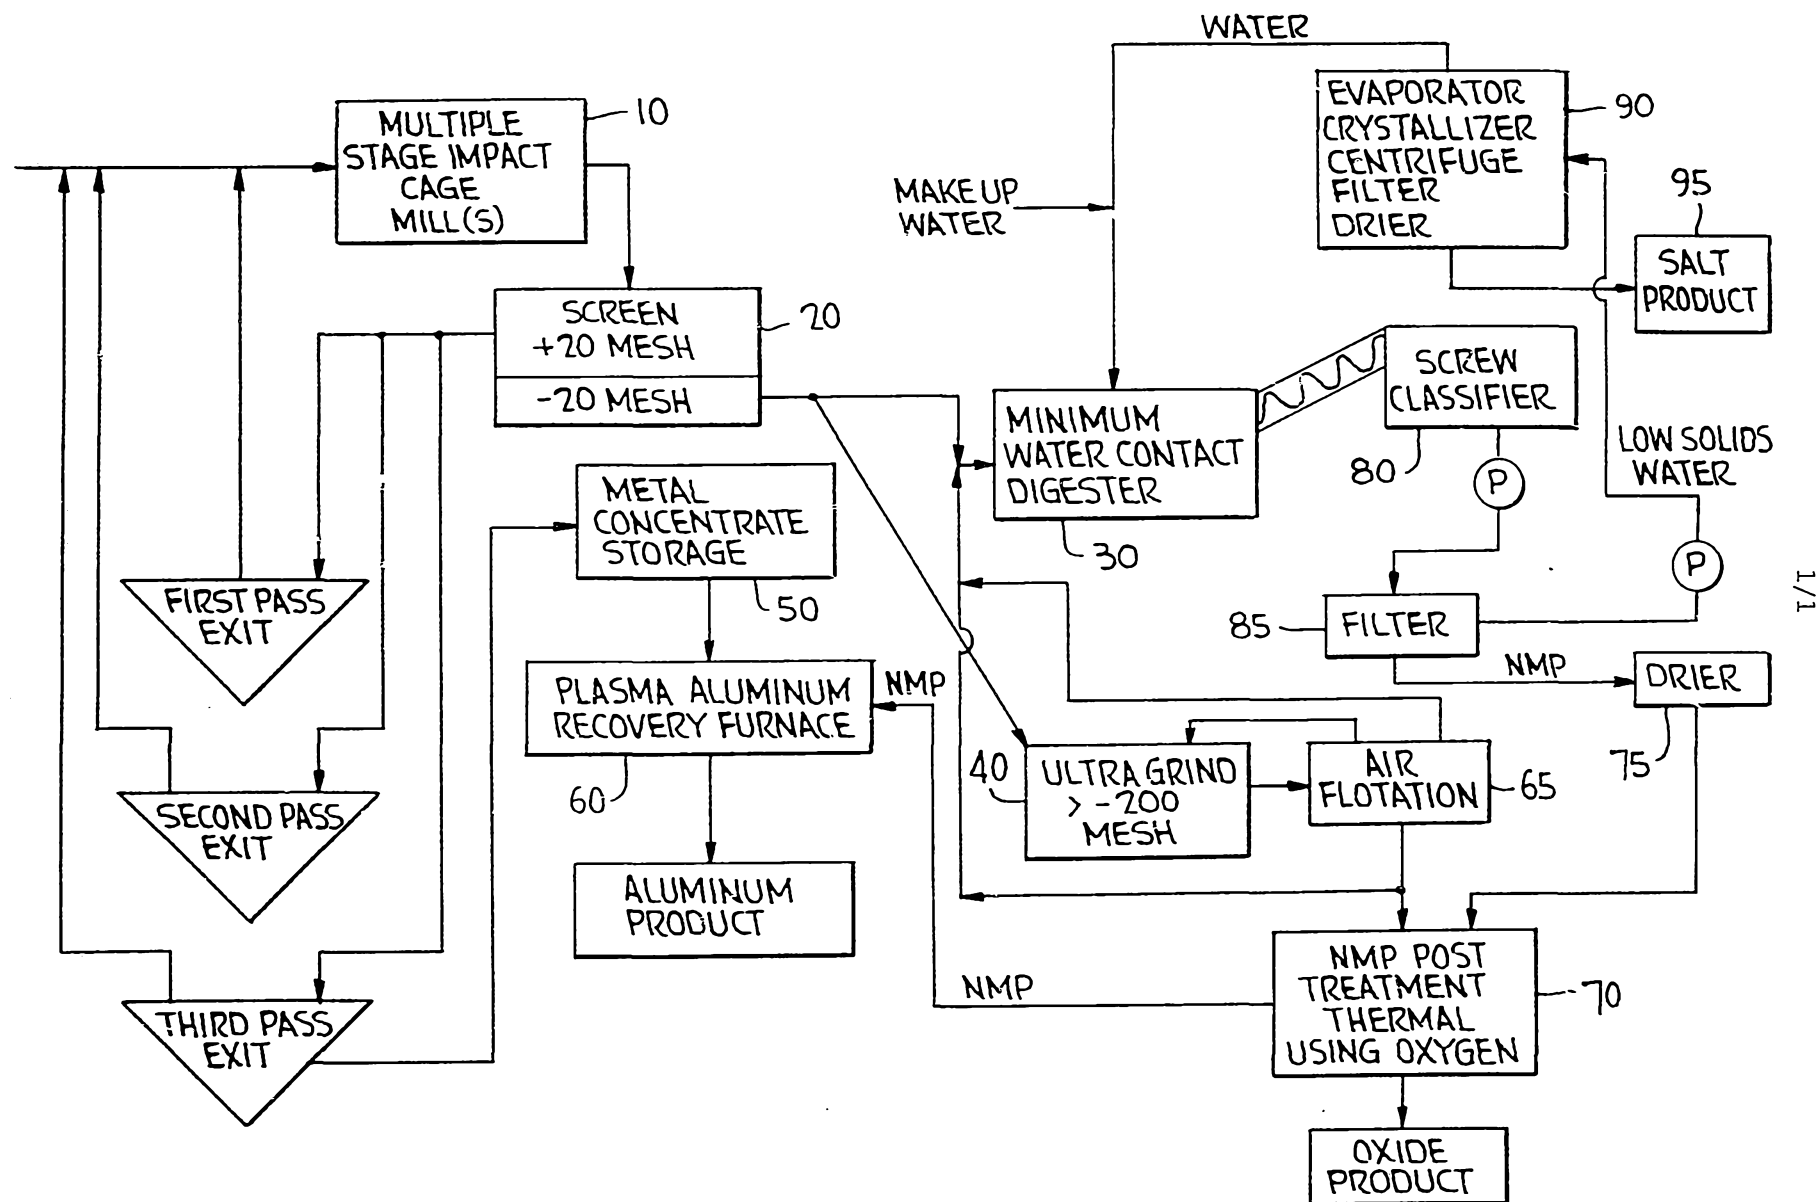 WATER
MULTIPLE
STAGE IMPACT
CAGE
MILL(S)
10
EVAPORATOR
CRYSTALLIZER
CENTRIFUGE
FILTER
DRIER
90
MAKEUP
WATER
95
SALT
PRODUCT
SCREEN
+20 MESH
-20 MESH
20
MINIMUM
WATER CONTACT
DIGESTER
30
SCREW
CLASSIFIER
80
P
LOW SOLIDS
WATER
P
METAL
CONCENTRATE
STORAGE
50
FIRST PASS
EXIT
85
FILTER
NMP
DRIER
75
1/1
PLASMA ALUMINUM
RECOVERY FURNACE
60
NMP
40
ULTRA GRIND
> -200
MESH
AIR
FLOTATION
65
SECOND PASS
EXIT
ALUMINUM
PRODUCT
THIRD PASS
EXIT
NMP
NMP POST
TREATMENT
THERMAL
USING OXYGEN
70
OXIDE
PRODUCT